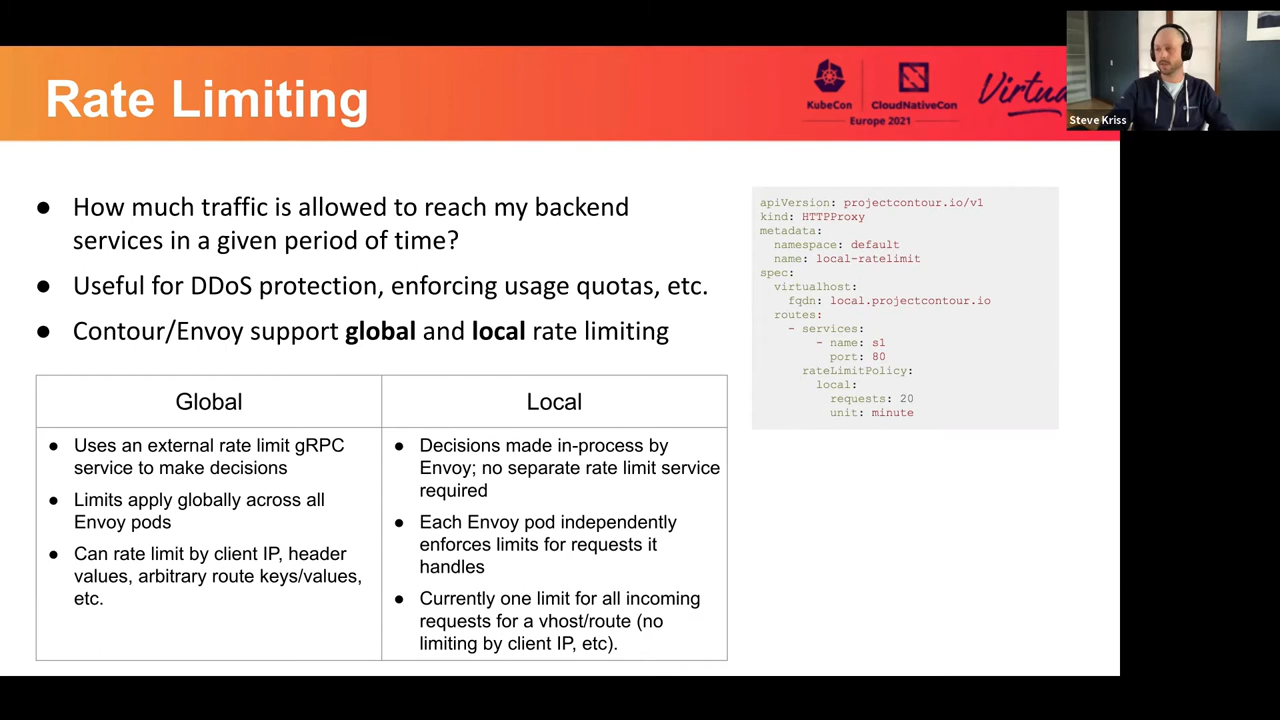 Rate Limiting
KubeCon
CloudNativeCon
Europe 2021
Steve Kriss
● How much traffic is allowed to reach my backend
services in a given period of time?
● Useful for DDoS protection, enforcing usage quotas, etc.
● Contour/Envoy support global and local rate limiting
Global
● Uses an external rate limit gRPC
service to make decisions
● Limits apply globally across all
Envoy pods
● Can rate limit by client IP, header
values, arbitrary route keys/values,
etc.
Local
● Decisions made in-process by
Envoy; no separate rate limit service
required
● Each Envoy pod independently
enforces limits for requests it
handles
● Currently one limit for all incoming
requests for a vhost/route (no
limiting by client IP, etc).
apiVersion: projectcontour.io/v1
kind: HTTPProxy
metadata:
  namespace: default
  name: local-ratelimit
spec:
  virtualhost:
    fqdn: local.projectcontour.io
  routes:
    - services:
        - name: s1
          port: 80
      rateLimitPolicy:
        local:
          requests: 20
          unit: minute